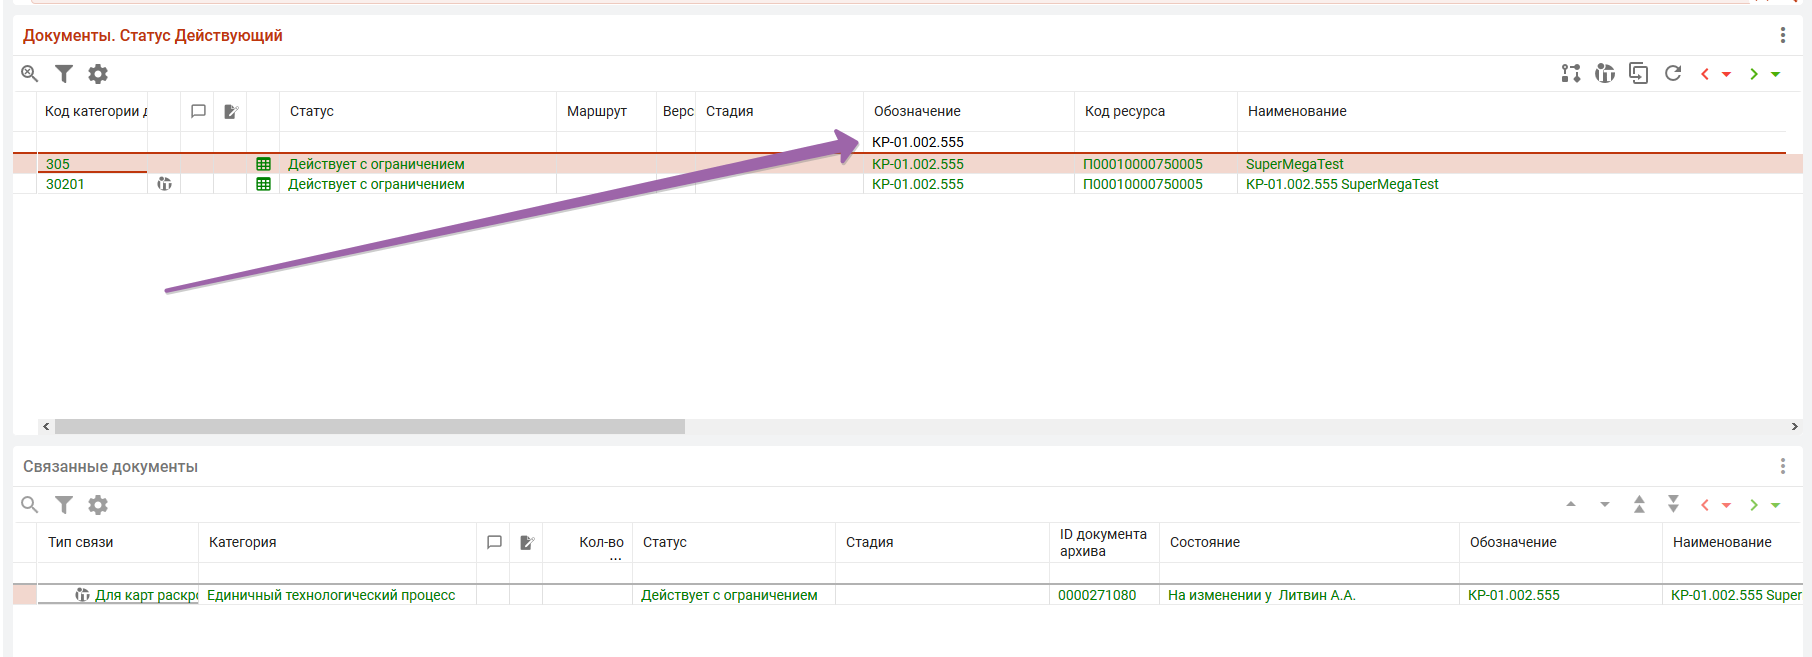 Документы. Статус Действующий
Код категории д Статус Маршрут Верс Стадия Обозначение Код ресурса Наименование
КР-01.002.555
305 Действует с ограничением КР-01.002.555 П00010000750005 SuperMegaTest
30201 Действует с ограничением КР-01.002.555 П00010000750005 КР-01.002.555 SuperMegaTest
Связанные документы
Тип связи Категория Кол-во ... Статус Стадия ID документа архива Состояние Обозначение Наименование
Для карт раскро Единичный технологический процесс Действует с ограничением 0000271080 На изменении у Литвин А.А. КР-01.002.555 КР-01.002.555 Super